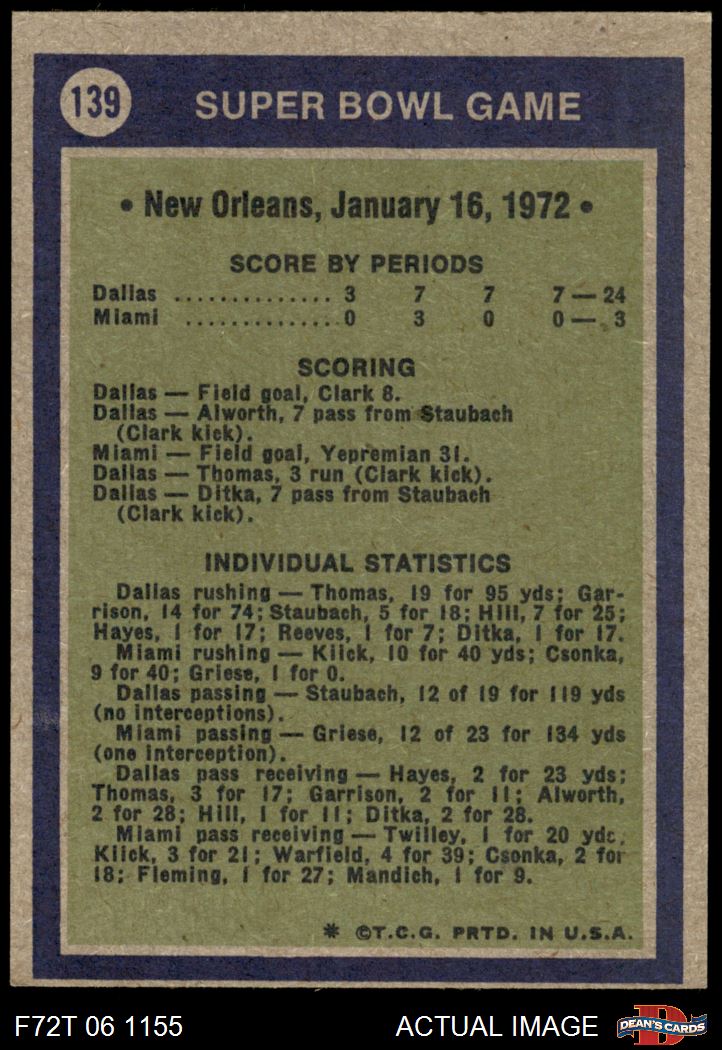 139 SUPER BOWL GAME
• New Orleans, January 16, 1972 •
SCORE BY PERIODS
Dallas .............. 3 7 7 7 — 24
Miami ..............0 3 0 0 — 3
SCORING
Dallas — Field goal, Clark 8.
Dallas — Alworth, 7 pass from Staubach
(Clark kick).
Miami — Field goal, Yepremian 31.
Dallas — Thomas, 3 run (Clark kick).
Dallas — Ditka, 7 pass from Staubach
(Clark kick).
INDIVIDUAL STATISTICS
Dallas rushing — Thomas, 19 for 95 yds; Gar-
rison, 14 for 74; Staubach, 5 for 18; Hill, 7 for 25;
Hayes, 1 for 17; Reeves, 1 for 7; Ditka, 1 for 17.
Miami rushing — Kiick, 10 for 40 yds; Csonka,
9 for 40; Griese, 1 for 0.
Dallas passing — Staubach, 12 of 19 for 119 yds
(no interceptions).
Miami passing — Griese, 12 of 23 for 134 yds
(one interception).
Dallas pass receiving — Hayes, 2 for 23 yds;
Thomas, 3 for 17; Garrison, 2 for 11; Alworth,
2 for 28; Hill, 1 for 11; Ditka, 2 for 28.
Miami pass receiving — Twilley, 1 for 20 yds,
Kiick, 3 for 21; Warfield, 4 for 39; Csonka, 2 for
18; Fleming, 1 for 27; Mandich, 1 for 9.
* ©T.C.G. PRTD. IN U.S.A.
F72T 06 1155 ACTUAL IMAGE DEAN'S CARDS